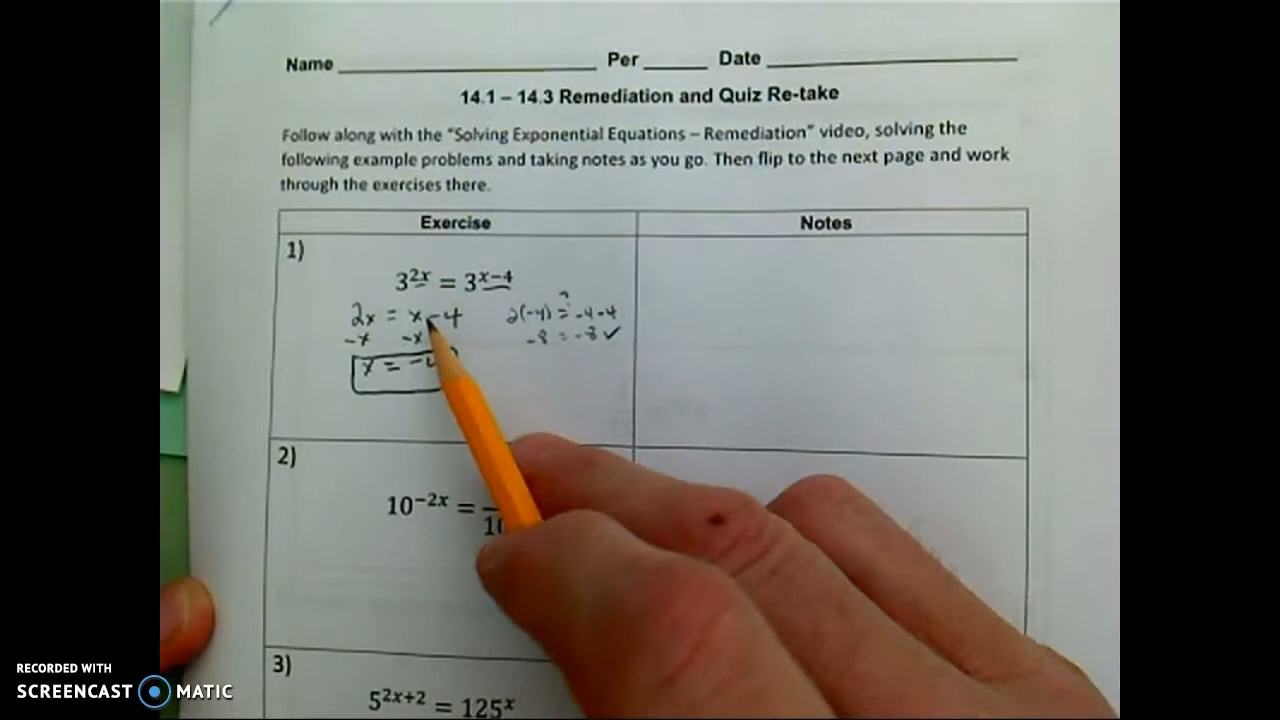 Name ____ Per ____ Date ____
14.1 – 14.3 Remediation and Quiz Re-take
Follow along with the "Solving Exponential Equations – Remediation" video, solving the
following example problems and taking notes as you go. Then flip to the next page and work
through the exercises there.
Exercise Notes
1)
3^{2x} = 3^{x-4}
2x = x-4 2(-4) ?= -4-4
-x -x -8 = -8 ✓
x = -
2)
10^{-2x} =
3)
5^{2x+2} = 125^x
RECORDED WITH
SCREENCAST MATIC